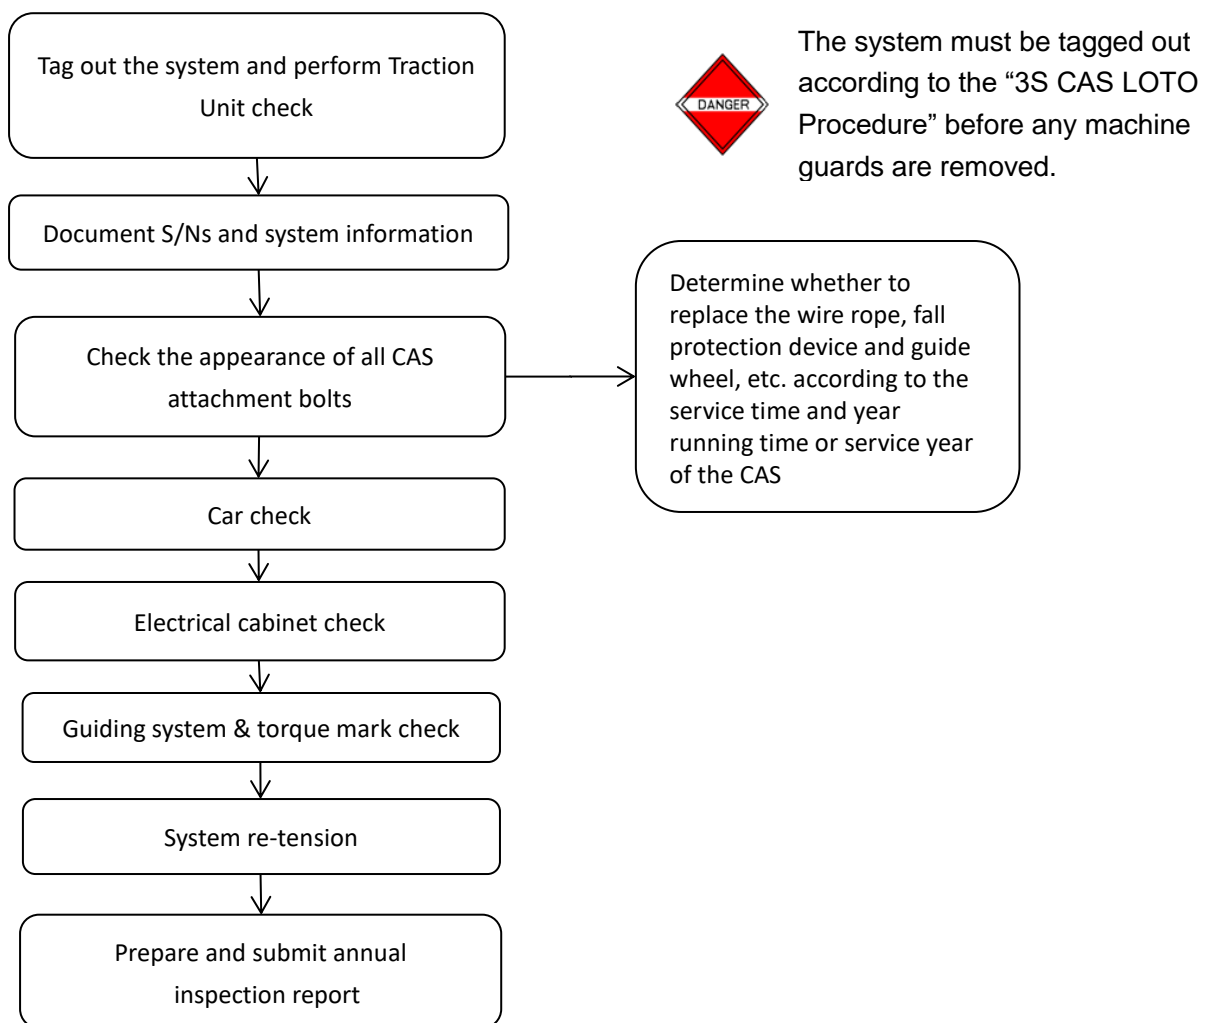 Tag out the system and perform Traction
Unit check
DANGER
The system must be tagged out
according to the “3S CAS LOTO
Procedure” before any machine
guards are removed.
Document S/Ns and system information
Check the appearance of all CAS
attachment bolts
Determine whether to
replace the wire rope, fall
protection device and guide
wheel, etc. according to the
service time and year
running time or service year
of the CAS
Car check
Electrical cabinet check
Guiding system & torque mark check
System re-tension
Prepare and submit annual
inspection report